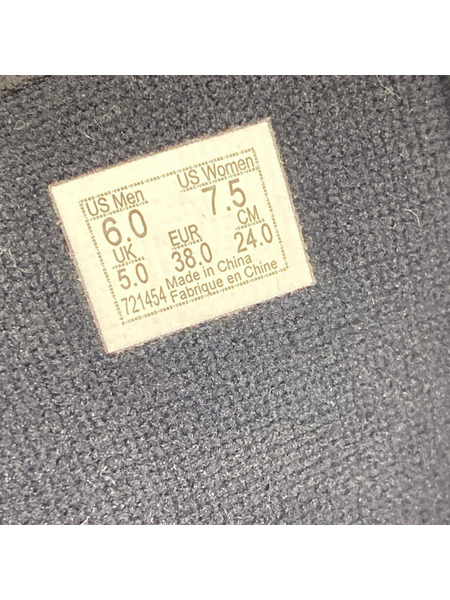 US Men US Women
6.0 7.5
UK EUR CM
5.0 38.0 24.0
721454 Made in China
Fabrique en Chine